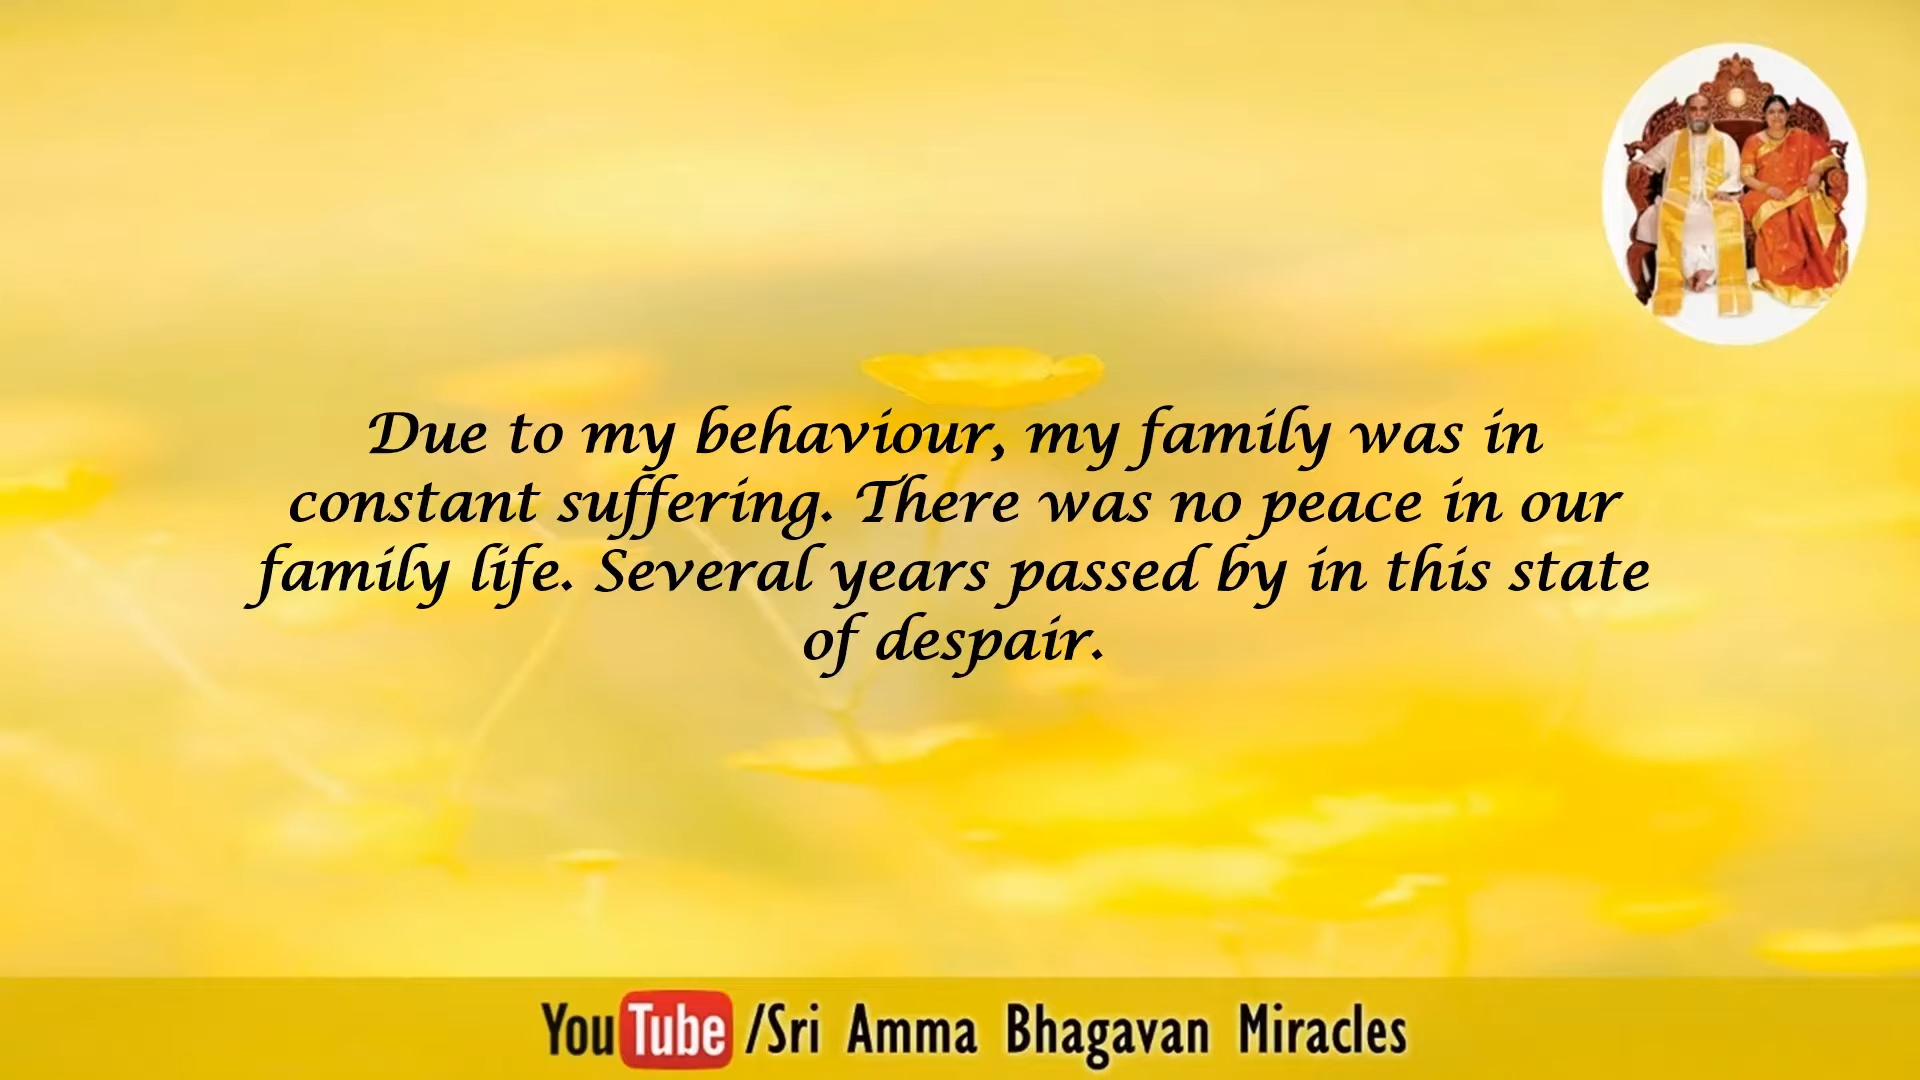 Due to my behaviour, my family was in
constant suffering. There was no peace in our
family life. Several years passed by in this state
of despair.
YouTube /Sri Amma Bhagavan Miracles